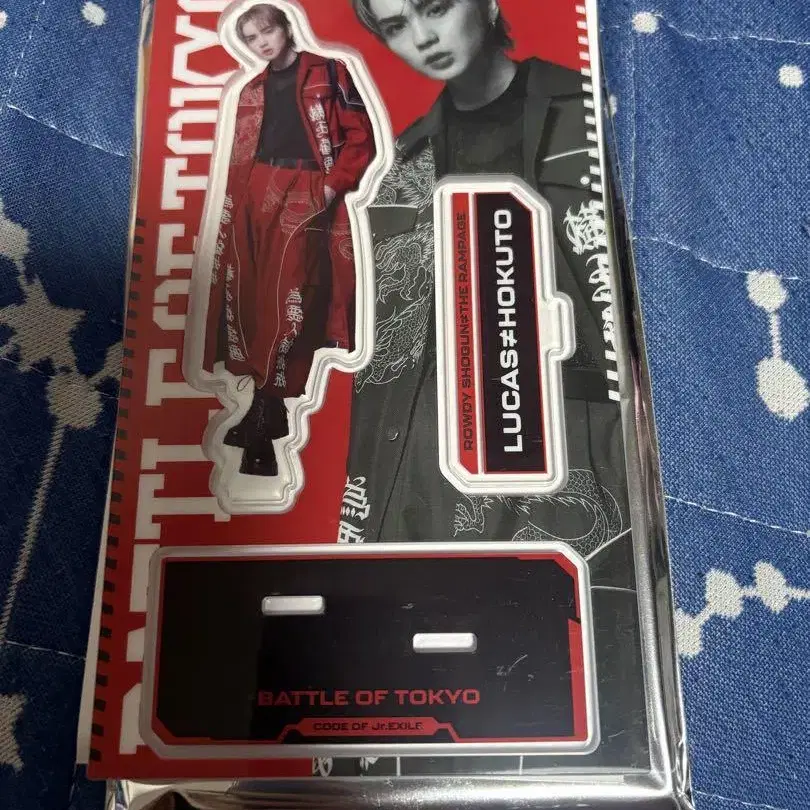 BATTLE OF TOKYO
ROWDY SHOGUN≠THE RAMPAGE
LUCAS≠HOKUTO
BATTLE OF TOKYO
CODE OF Jr.EXILE